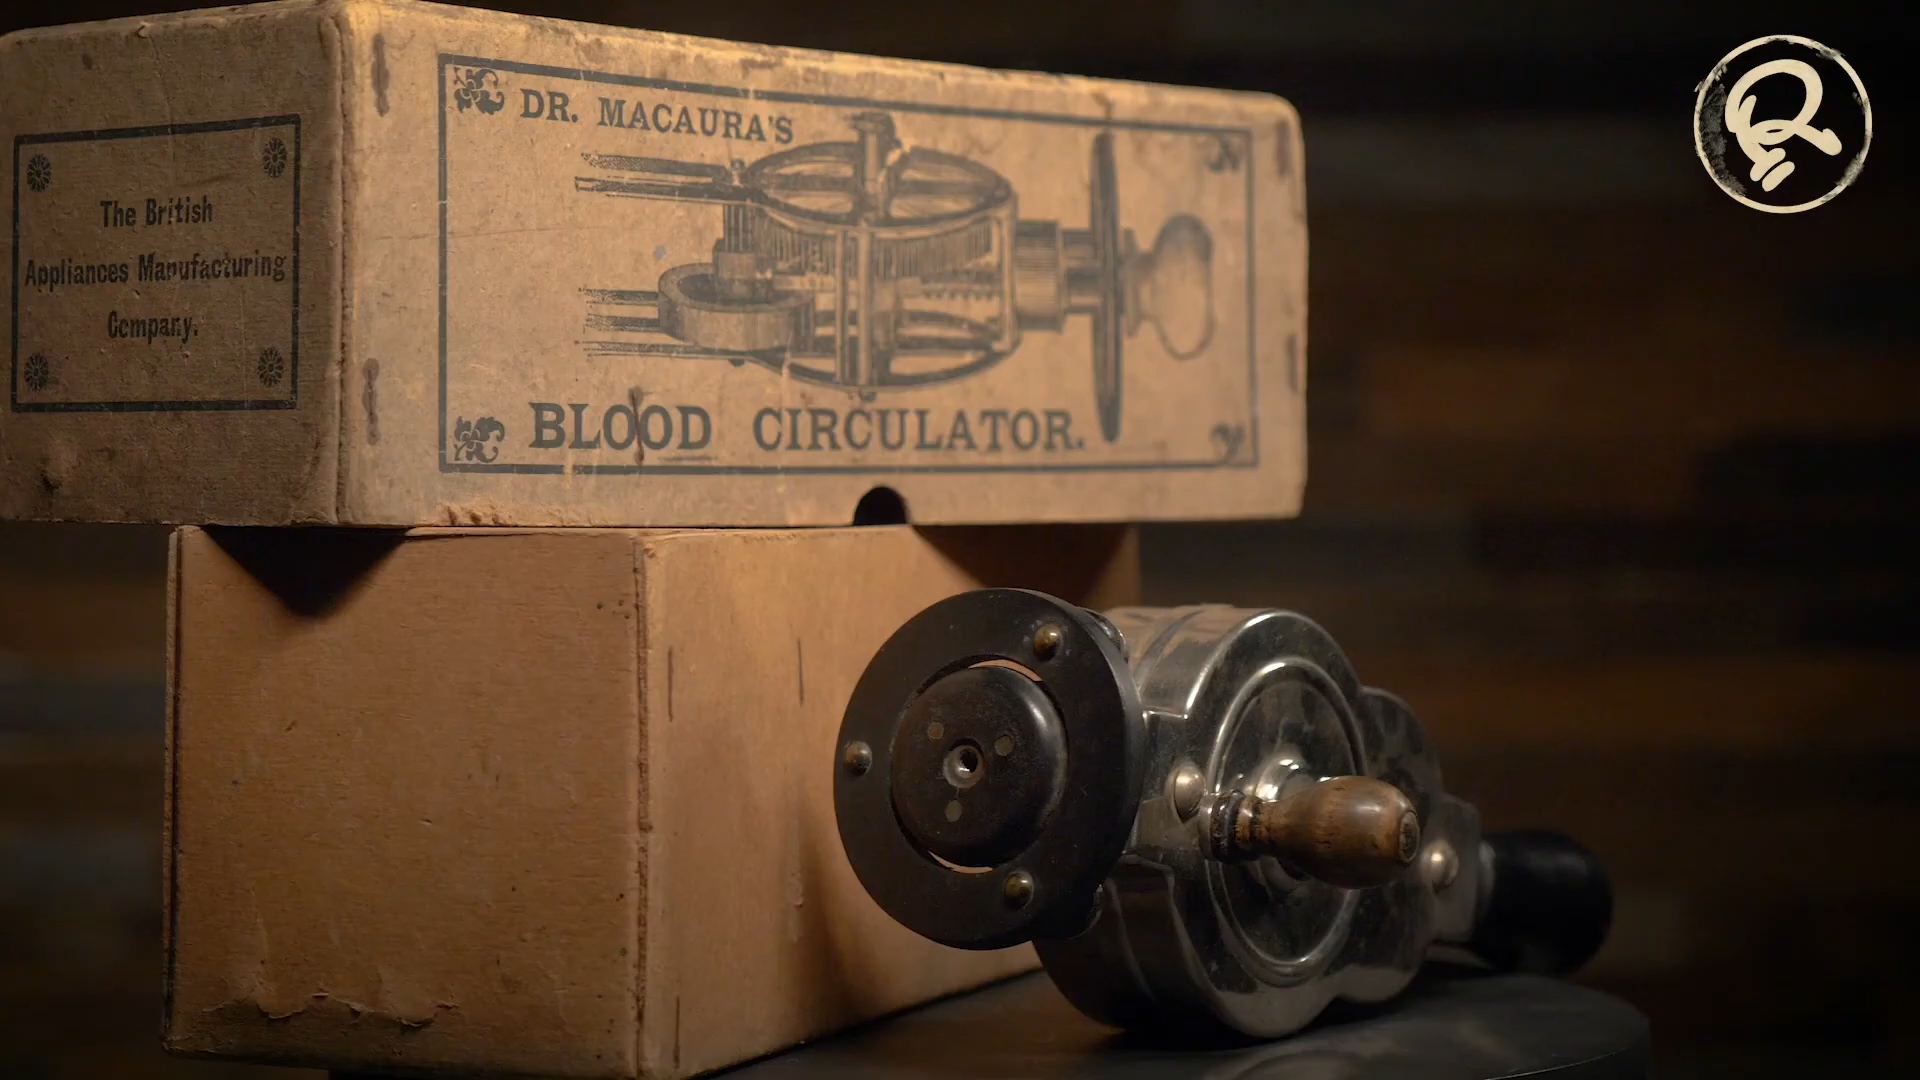 The British
Appliances Manufacturing
Company.
DR. MACAURA'S
BLOOD CIRCULATOR.